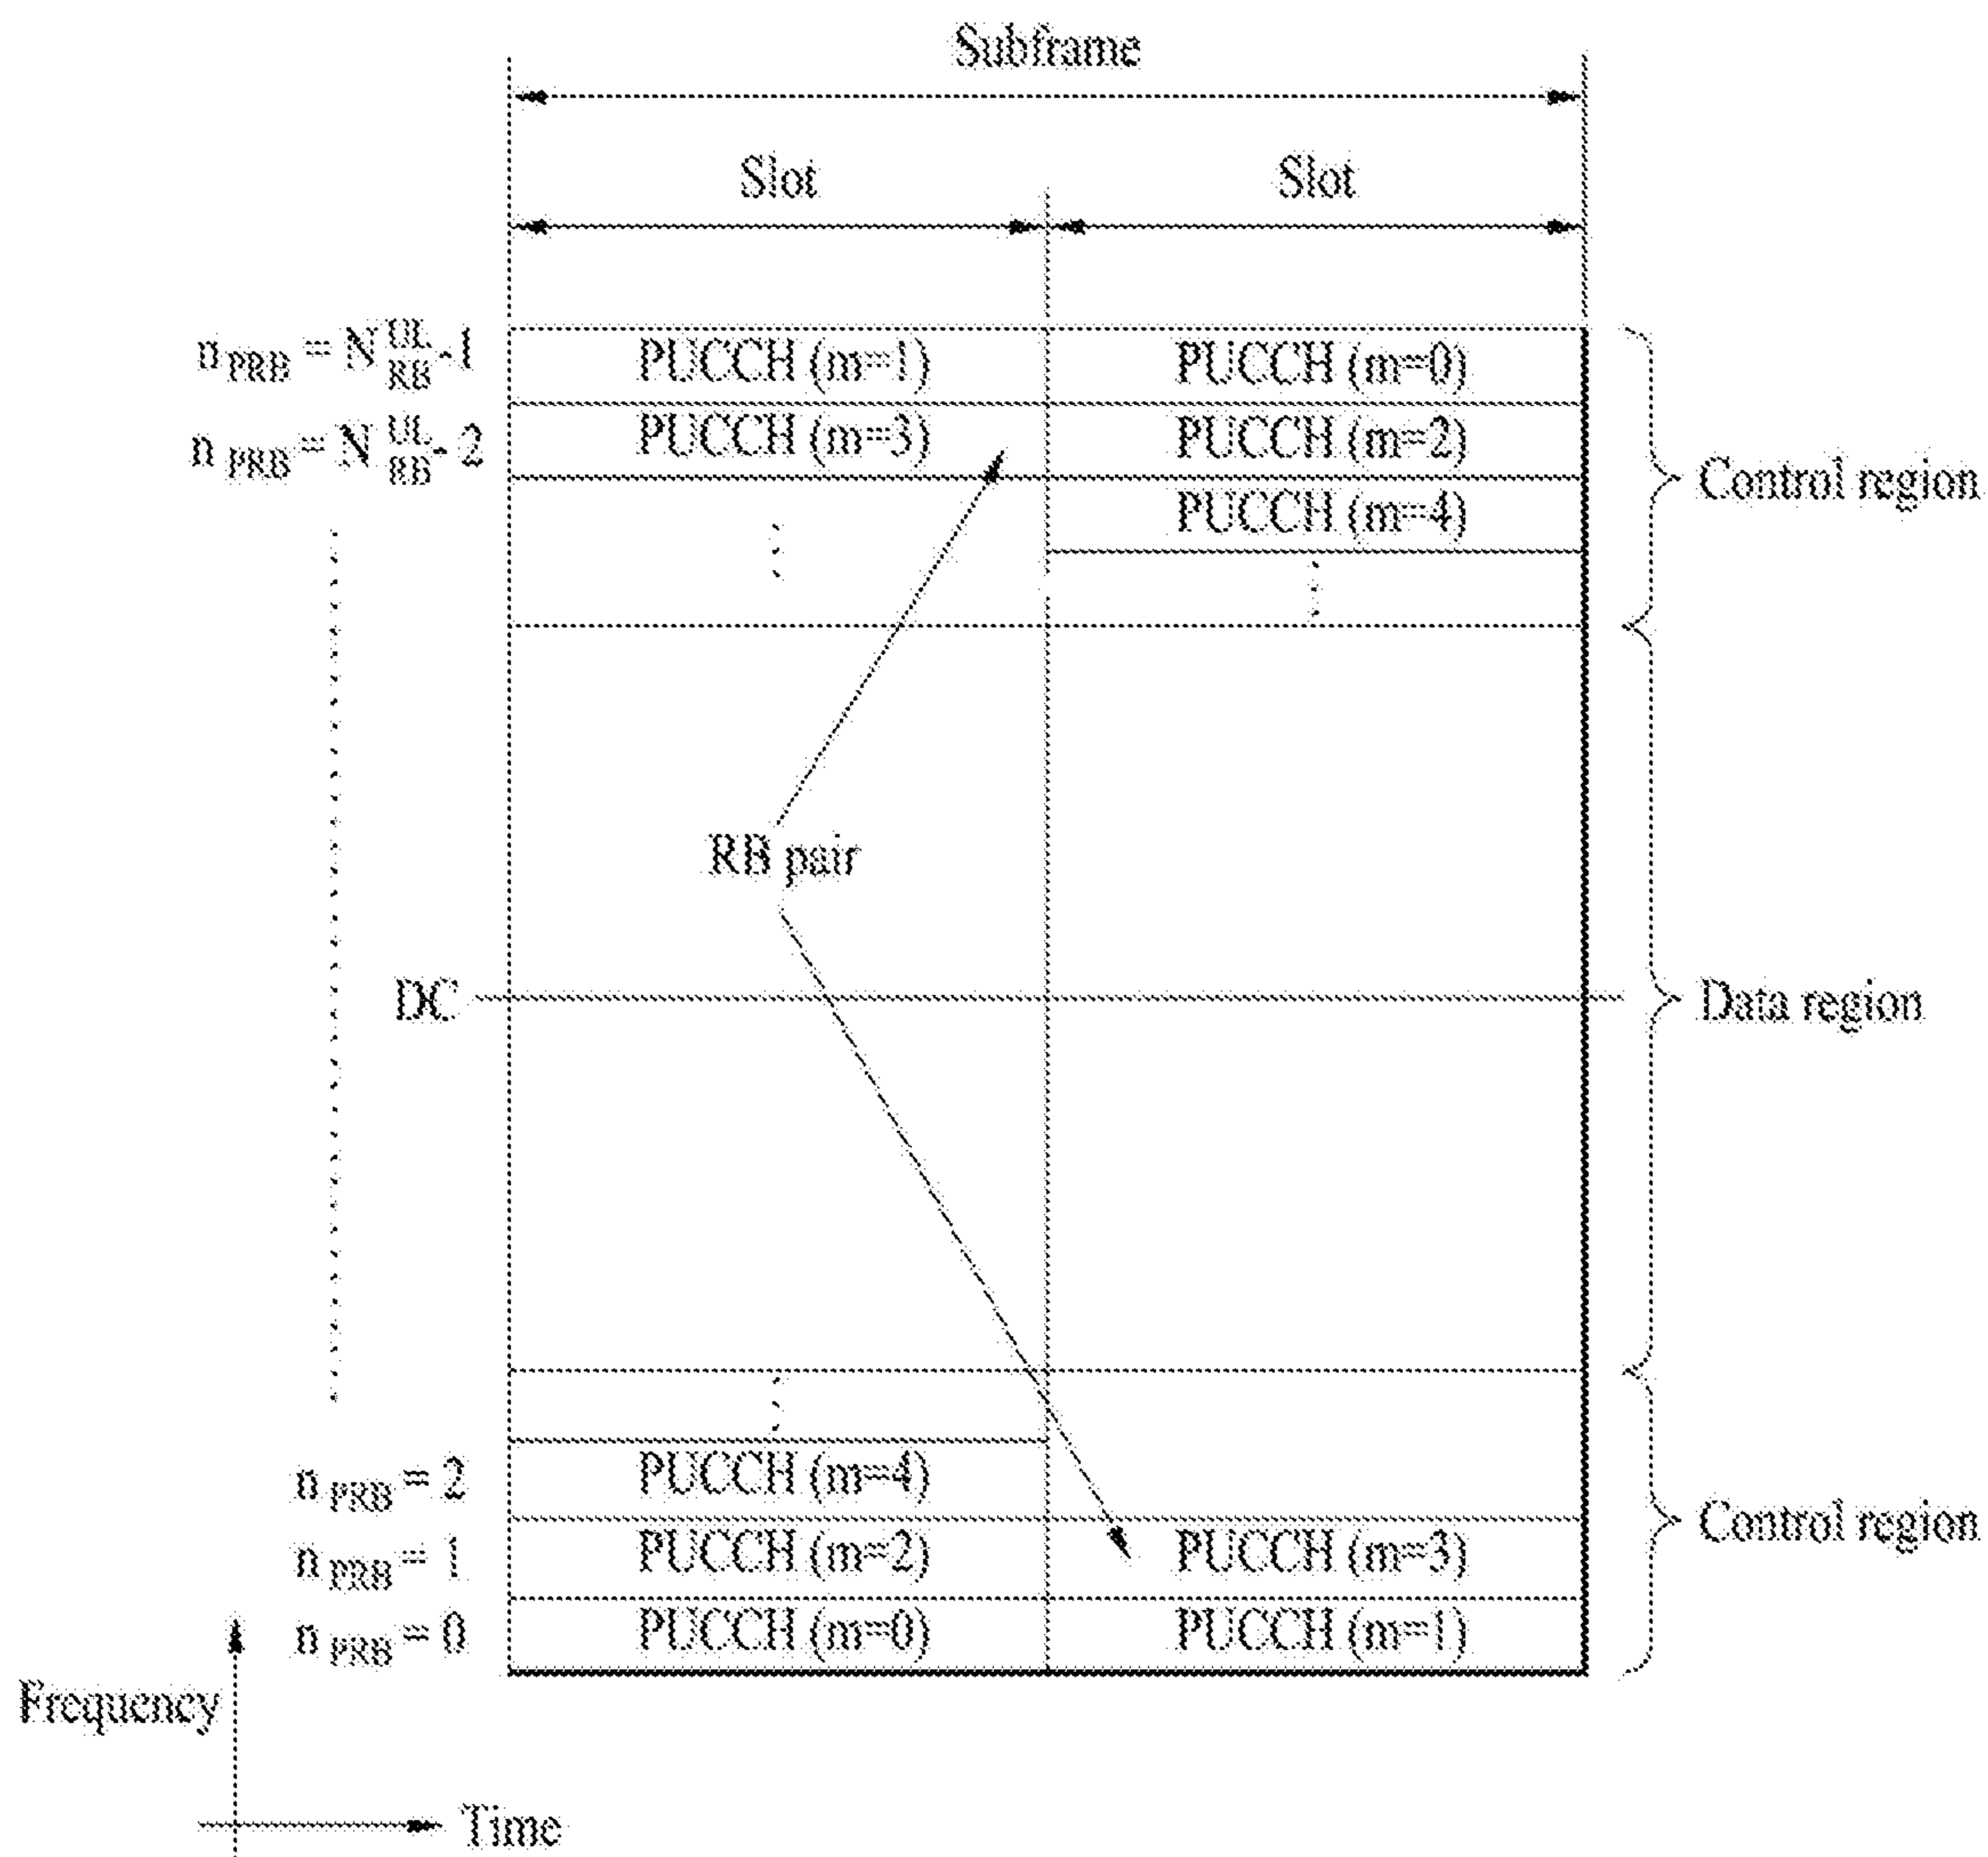 Subframe
Slot Slot
n PRB = N UL RB -1 PUCCH (m=1) PUCCH (m=0)
n PRB = N UL RB - 2 PUCCH (m=3) PUCCH (m=2)
Control region
PUCCH (m=4)
RB pair
DC
Data region
n PRB = 2 PUCCH (m=4)
Control region
n PRB = 1 PUCCH (m=2) PUCCH (m=3)
n PRB = 0 PUCCH (m=0) PUCCH (m=1)
Frequency
Time